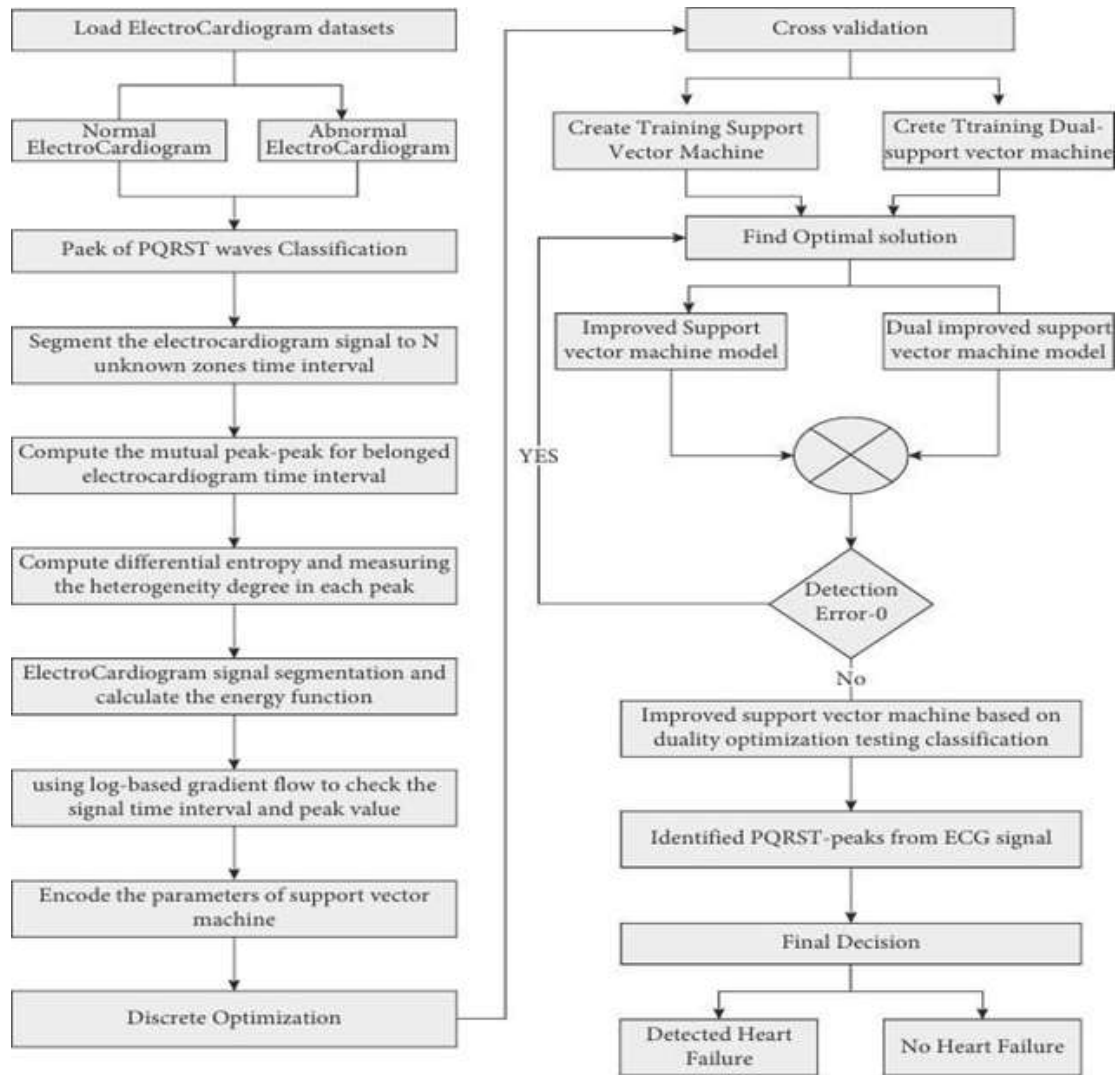 Load ElectroCardiogram datasets
Normal
ElectroCardiogram
Abnormal
ElectroCardiogram
Paek of PQRST waves Classification
Segment the electrocardiogram signal to N
unknown zones time interval
Compute the mutual peak-peak for belonged
electrocardiogram time interval
Compute differential entropy and measuring
the heterogeneity degree in each peak
ElectroCardiogram signal segmentation and
calculate the energy function
using log-based gradient flow to check the
signal time interval and peak value
Encode the parameters of support vector
machine
Discrete Optimization
Cross validation
Create Training Support
Vector Machine
Crete Ttraining Dual-
support vector machine
Find Optimal solution
Improved Support
vector machine model
Dual improved support
vector machine model
YES
Detection
Error-0
No
Improved support vector machine based on
duality optimization testing classification
Identified PQRST-peaks from ECG signal
Final Decision
Detected Heart
Failure
No Heart Failure